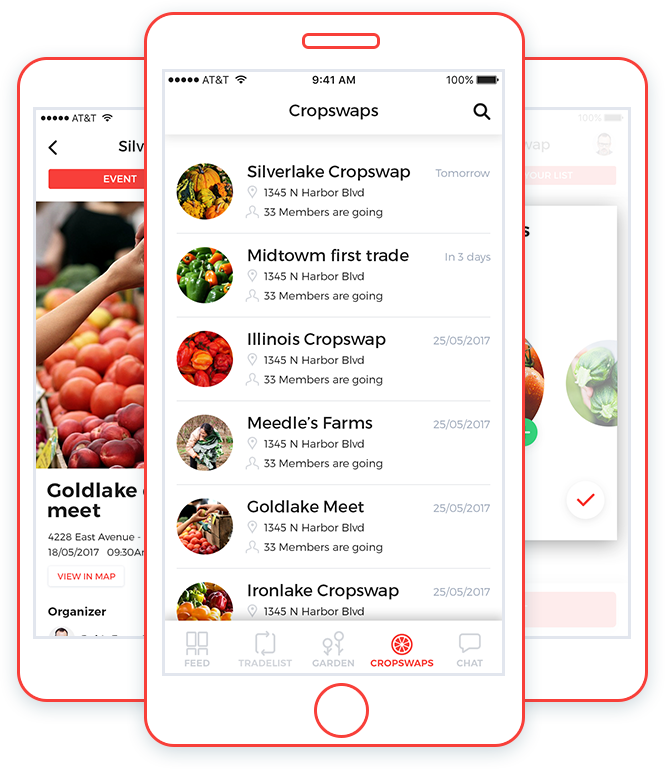 AT&T 9:41 AM 100%
Cropswaps
Silverlake Cropswap Tomorrow
1345 N Harbor Blvd
33 Members are going
Midtowm first trade In 3 days
1345 N Harbor Blvd
33 Members are going
Illinois Cropswap 25/05/2017
1345 N Harbor Blvd
33 Members are going
Meedle’s Farms 25/05/2017
1345 N Harbor Blvd
33 Members are going
Goldlake Meet 25/05/2017
1345 N Harbor Blvd
33 Members are going
Ironlake Cropswap 25/05/2017
1345 N Harbor Blvd
FEED TRADELIST GARDEN CROPSWAPS CHAT
AT&T
EVENT
Goldlake
meet
4228 East Avenue -
18/05/2017 09:30A
VIEW IN MAP
Organizer
100%
YOUR LIST